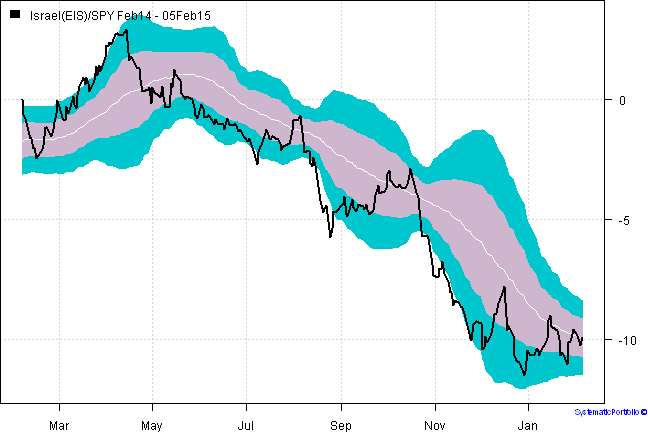 Israel(EIS)/SPY Feb14 - 05Feb15
0
-5
-10
Mar May Jul Sep Nov Jan
SystematicPortfolio ©